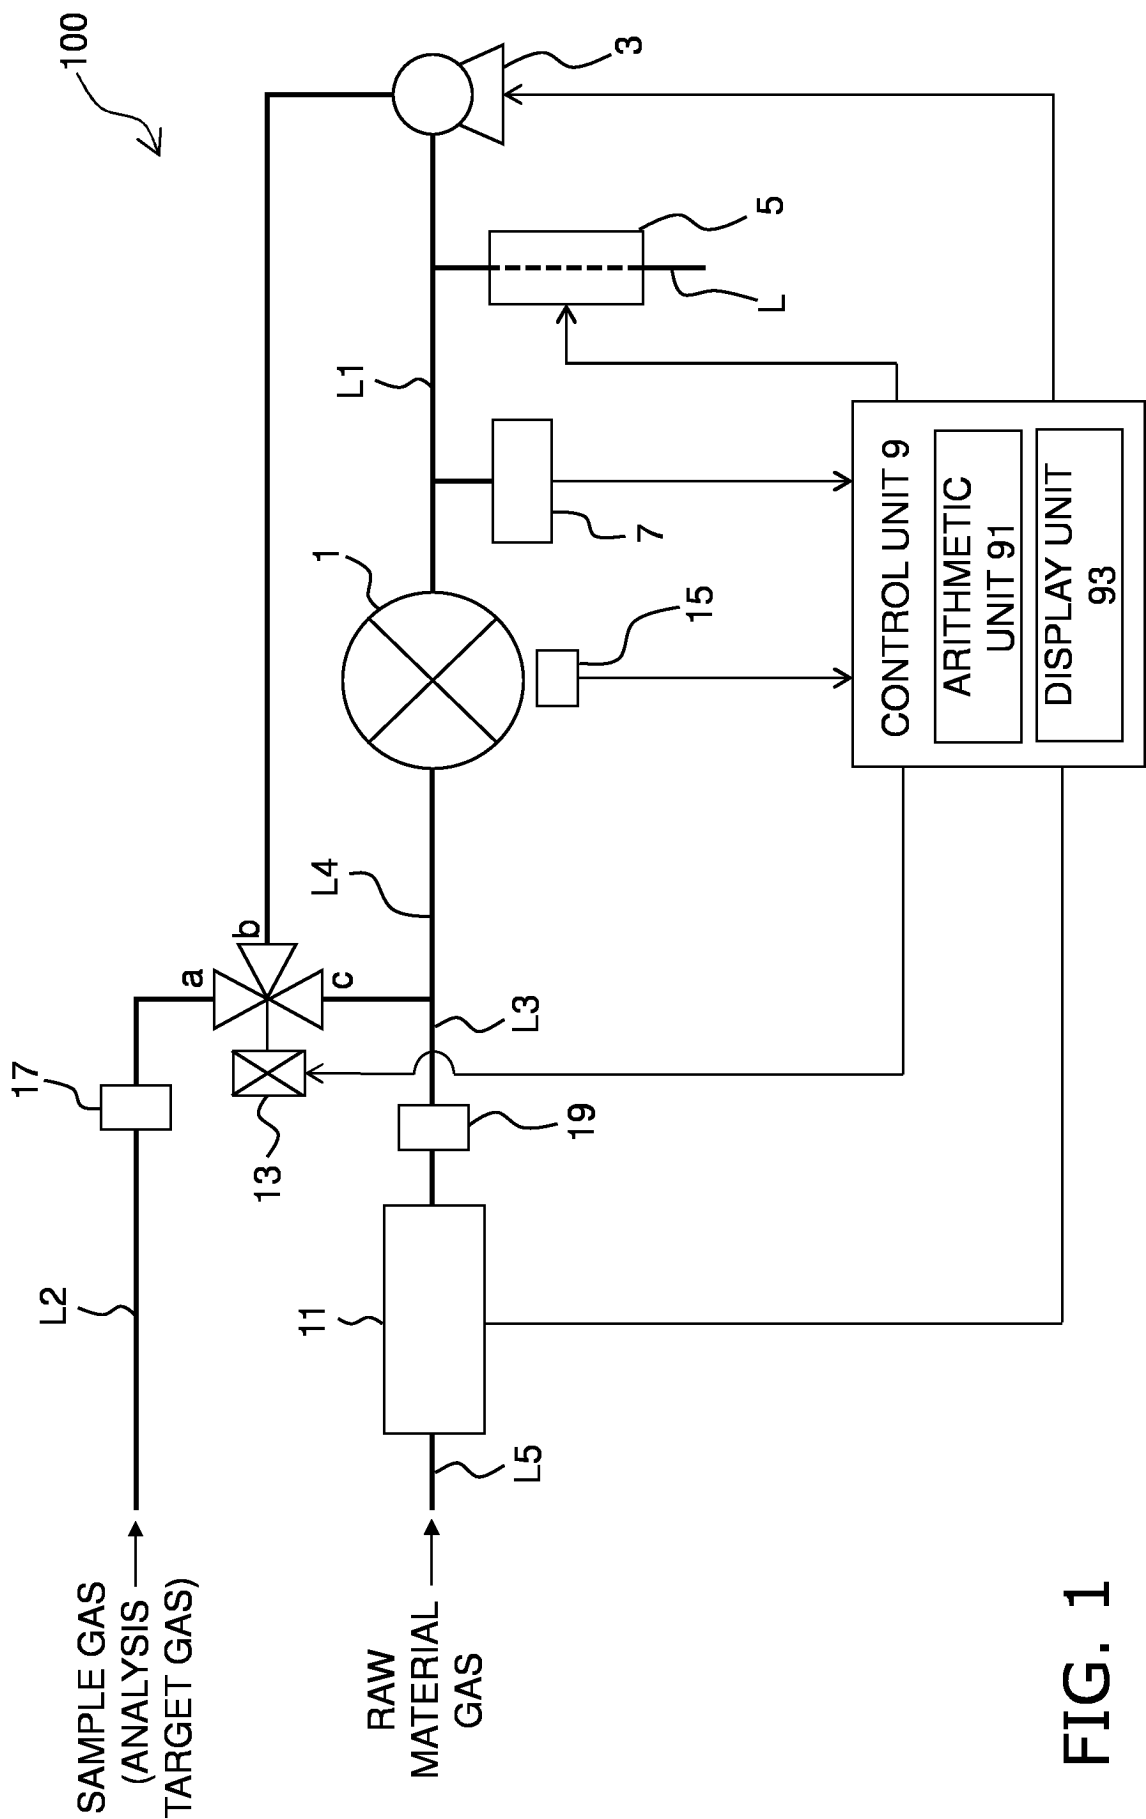 100
SAMPLE GAS
(ANALYSIS
TARGET GAS)
L2
17
a
b
c
13
3
RAW
MATERIAL
GAS
L5
11
19
L3
L4
1
L1
7
15
5
L
CONTROL UNIT 9
ARITHMETIC
UNIT 91
DISPLAY UNIT
93
FIG. 1